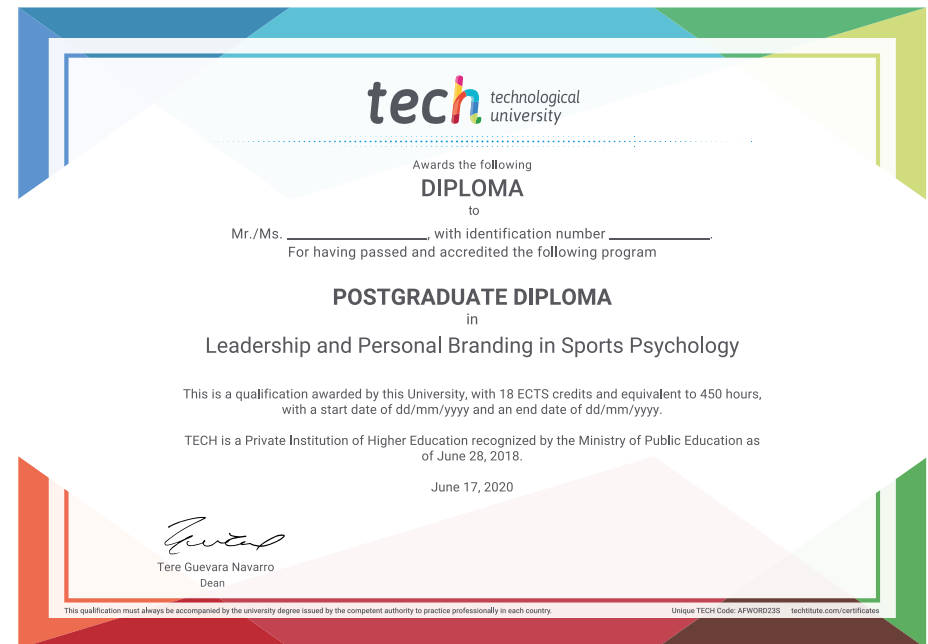 tech technological
university
Awards the following
DIPLOMA
to
Mr./Ms. ____________________, with identification number ______________.
For having passed and accredited the following program
POSTGRADUATE DIPLOMA
in
Leadership and Personal Branding in Sports Psychology
This is a qualification awarded by this University, with 18 ECTS credits and equivalent to 450 hours,
with a start date of dd/mm/yyyy and an end date of dd/mm/yyyy.
TECH is a Private Institution of Higher Education recognized by the Ministry of Public Education as
of June 28, 2018.
June 17, 2020
Tere Guevara Navarro
Dean
This qualification must always be accompanied by the university degree issued by the competent authority to practice professionally in each country. Unique TECH Code: AFWORD23S techtitute.com/certificates